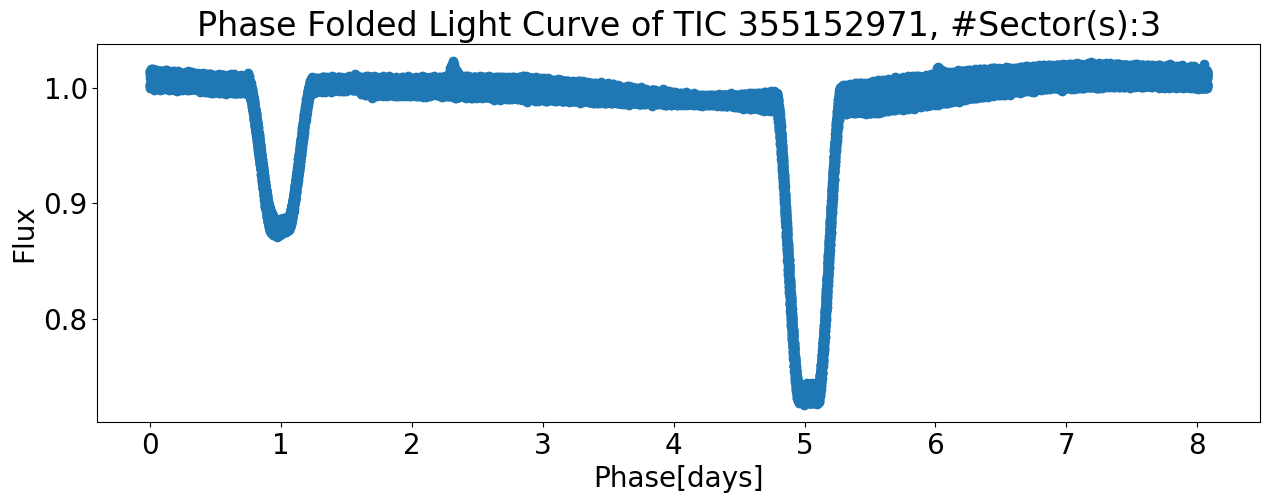 Phase Folded Light Curve of TIC 355152971, #Sector(s):3
1.0
0.9
0.8
Flux
0 1 2 3 4 5 6 7 8
Phase[days]